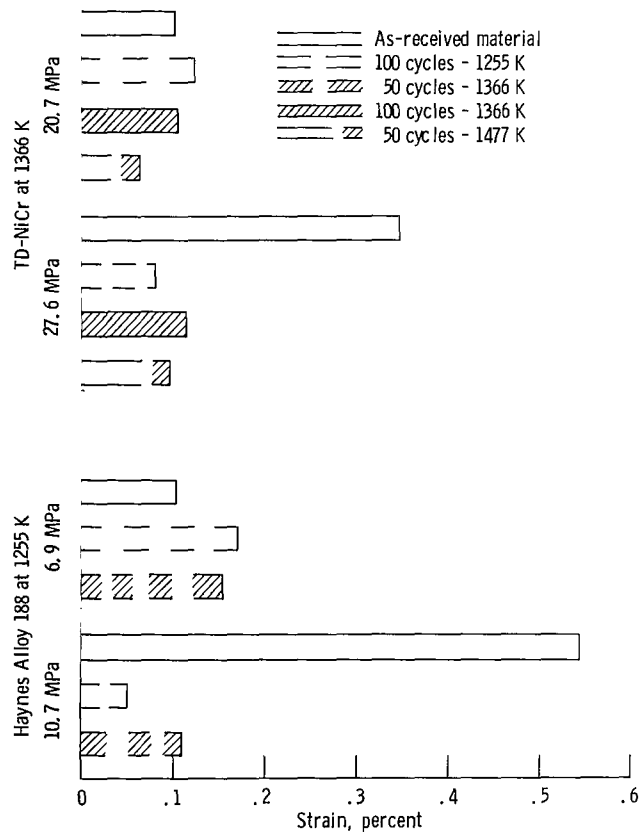 As-received material
100 cycles - 1255 K
50 cycles - 1366 K
100 cycles - 1366 K
50 cycles - 1477 K
TD-NiCr at 1366 K
20.7 MPa
27.6 MPa
Haynes Alloy 188 at 1255 K
6.9 MPa
10.7 MPa
0 .1 .2 .3 .4 .5 .6
Strain, percent